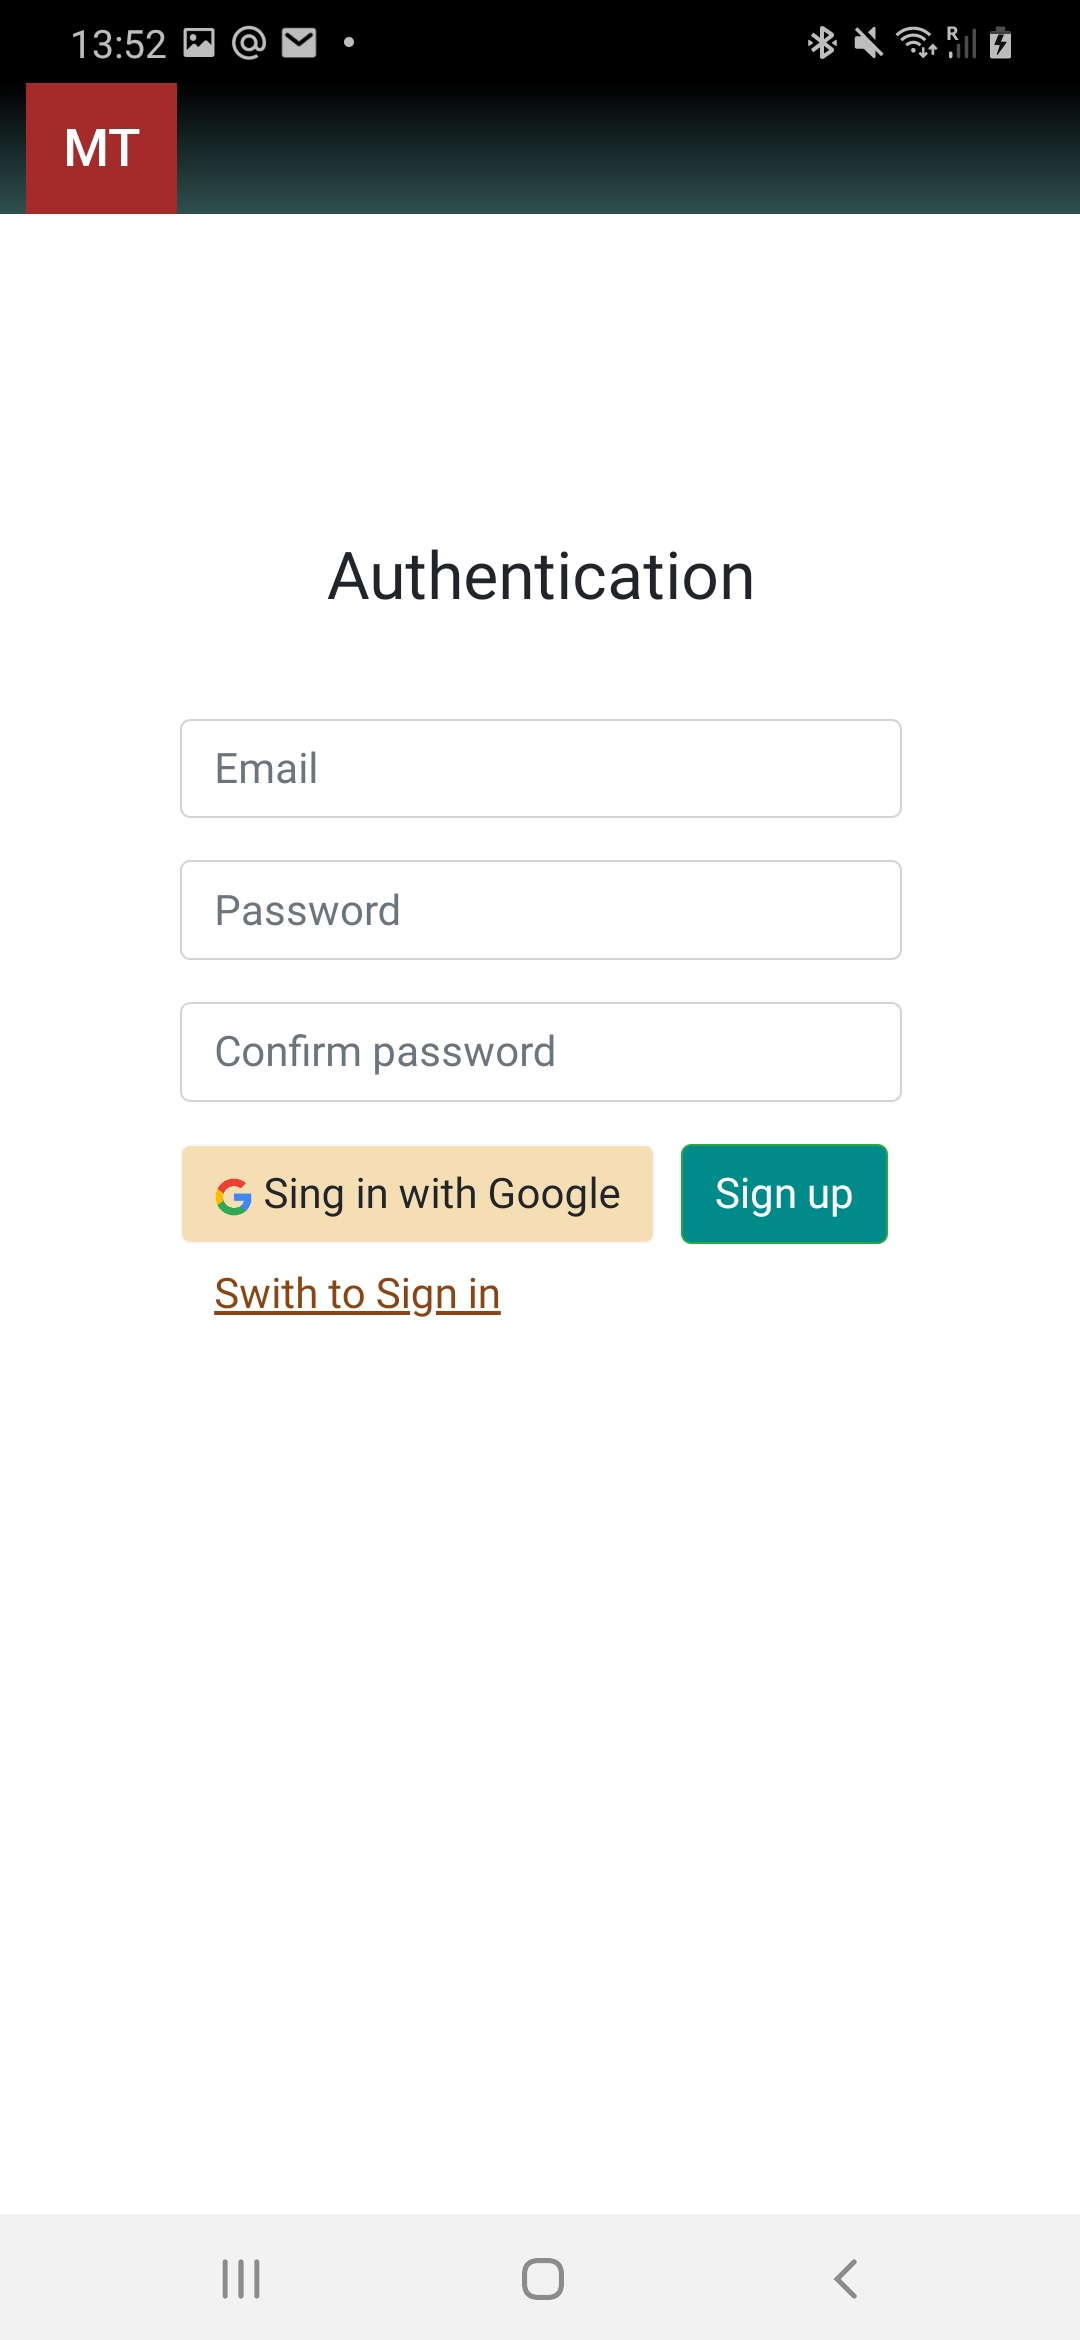 13:52
R
MT
Authentication
Email
Password
Confirm password
Sing in with Google
Sign up
Swith to Sign in